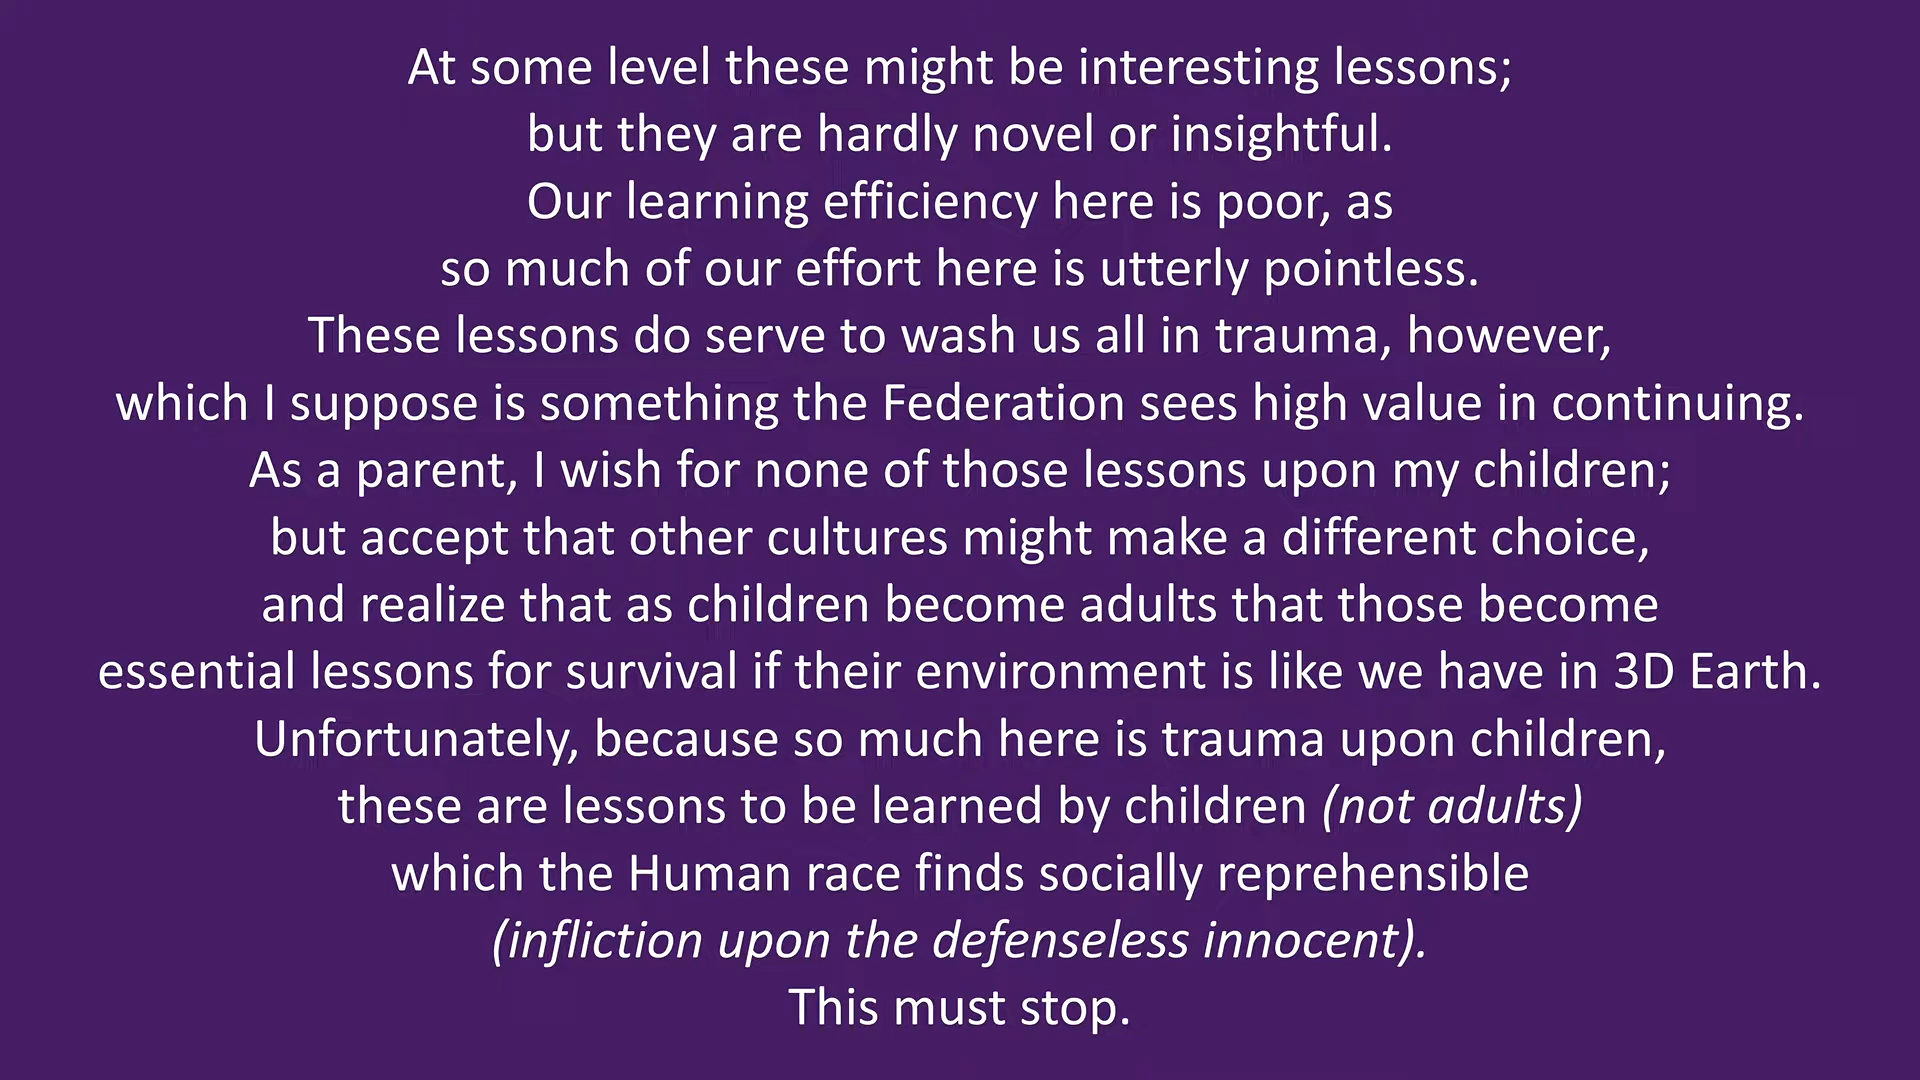 At some level these might be interesting lessons;
but they are hardly novel or insightful.
Our learning efficiency here is poor, as
so much of our effort here is utterly pointless.
These lessons do serve to wash us all in trauma, however,
which I suppose is something the Federation sees high value in continuing.
As a parent, I wish for none of those lessons upon my children;
but accept that other cultures might make a different choice,
and realize that as children become adults that those become
essential lessons for survival if their environment is like we have in 3D Earth.
Unfortunately, because so much here is trauma upon children,
these are lessons to be learned by children (not adults)
which the Human race finds socially reprehensible
(infliction upon the defenseless innocent).
This must stop.